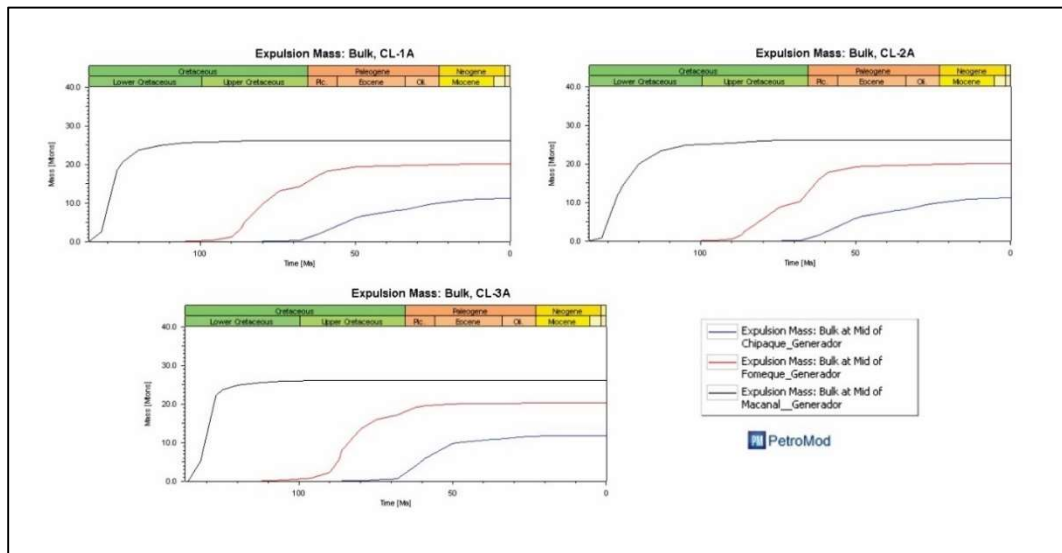 Expulsion Mass: Bulk, CL-1A
Cretaceous Paleogene Neogene
Lower Cretaceous Upper Cretaceous Plc. Eocene Oli. Miocene
40.0
30.0
20.0
10.0
0.0
Mass [Mtons]
100 50 0
Time [Ma]
Expulsion Mass: Bulk, CL-2A
Cretaceous Paleogene Neogene
Lower Cretaceous Upper Cretaceous Plc. Eocene Oli. Miocene
40.0
30.0
20.0
10.0
0.0
Mass [Mtons]
100 50 0
Time [Ma]
Expulsion Mass: Bulk, CL-3A
Cretaceous Paleogene Neogene
Lower Cretaceous Upper Cretaceous Plc. Eocene Oli. Miocene
40.0
30.0
20.0
10.0
0.0
Mass [Mtons]
100 50 0
Time [Ma]
Expulsion Mass: Bulk at Mid of
Chipaque_Generador
Expulsion Mass: Bulk at Mid of
Fomeque_Generador
Expulsion Mass: Bulk at Mid of
Macanal__Generador
PM PetroMod